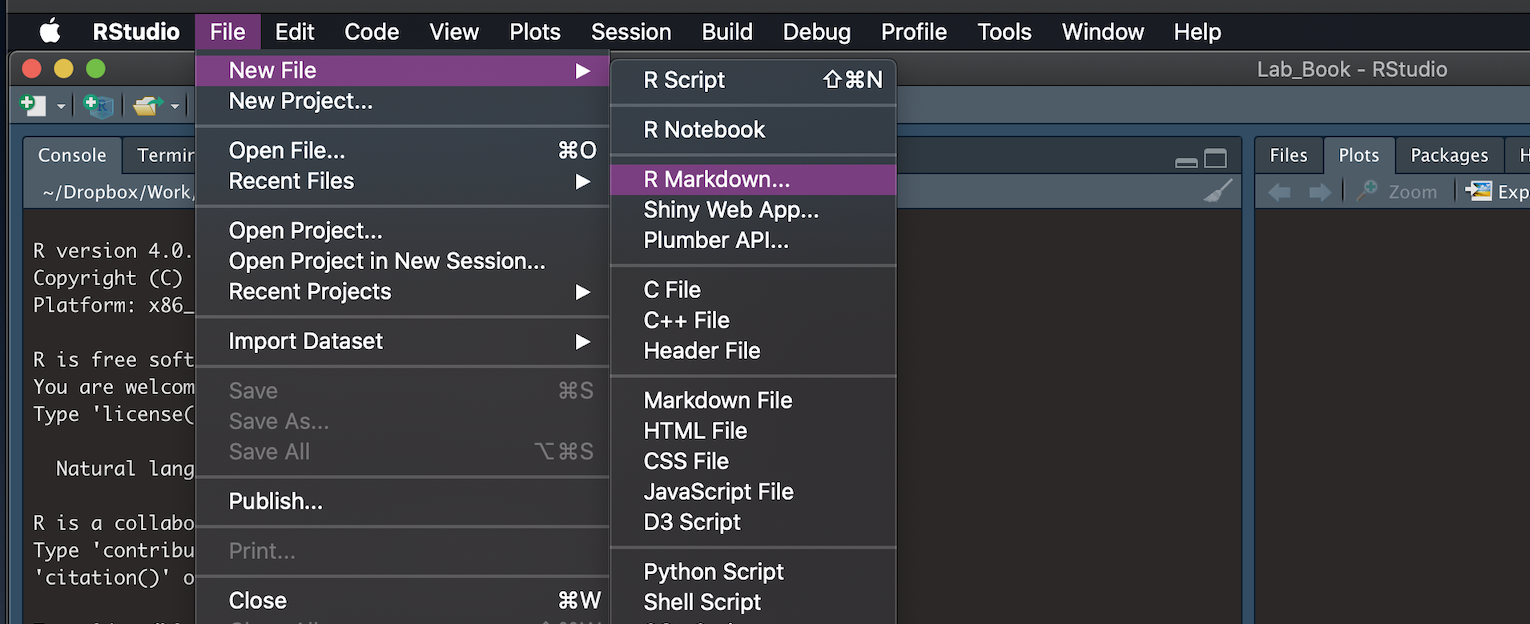 RStudio File Edit Code View Plots Session Build Debug Profile Tools Window Help
Lab_Book - RStudio
New File
New Project...
Open File... ⌘O
Recent Files
Open Project...
Open Project in New Session...
Recent Projects
Import Dataset
Save ⌘S
Save As...
Save All ⌥⌘S
Publish...
Print...
Close ⌘W
R Script ⇧⌘N
R Notebook
R Markdown...
Shiny Web App...
Plumber API...
C File
C++ File
Header File
Markdown File
HTML File
CSS File
JavaScript File
D3 Script
Python Script
Shell Script
Console Termin
~/Dropbox/Work/
R version 4.0.
Copyright (C)
Platform: x86_
R is free soft
You are welcom
Type 'license(
Natural lang
R is a collabo
Type 'contribu
'citation()' o
Files Plots Packages H
Zoom Exp